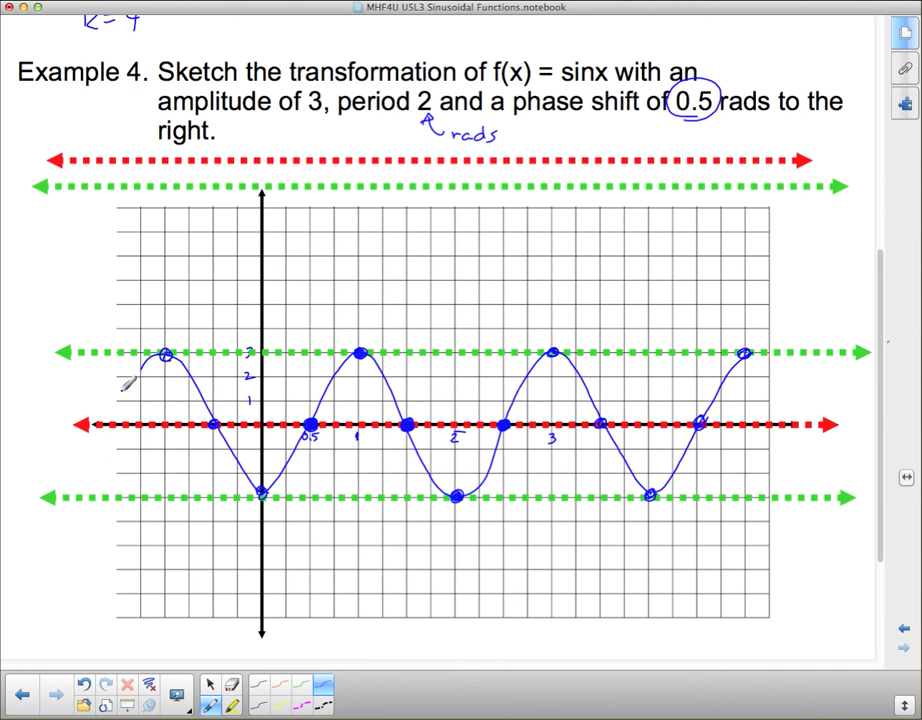 MHF4U U5L3 Sinusoidal Functions.notebook
Example 4. Sketch the transformation of f(x) = sinx with an
amplitude of 3, period 2 and a phase shift of 0.5 rads to the
right.
rads
3
2
1
0.5 1 2 3